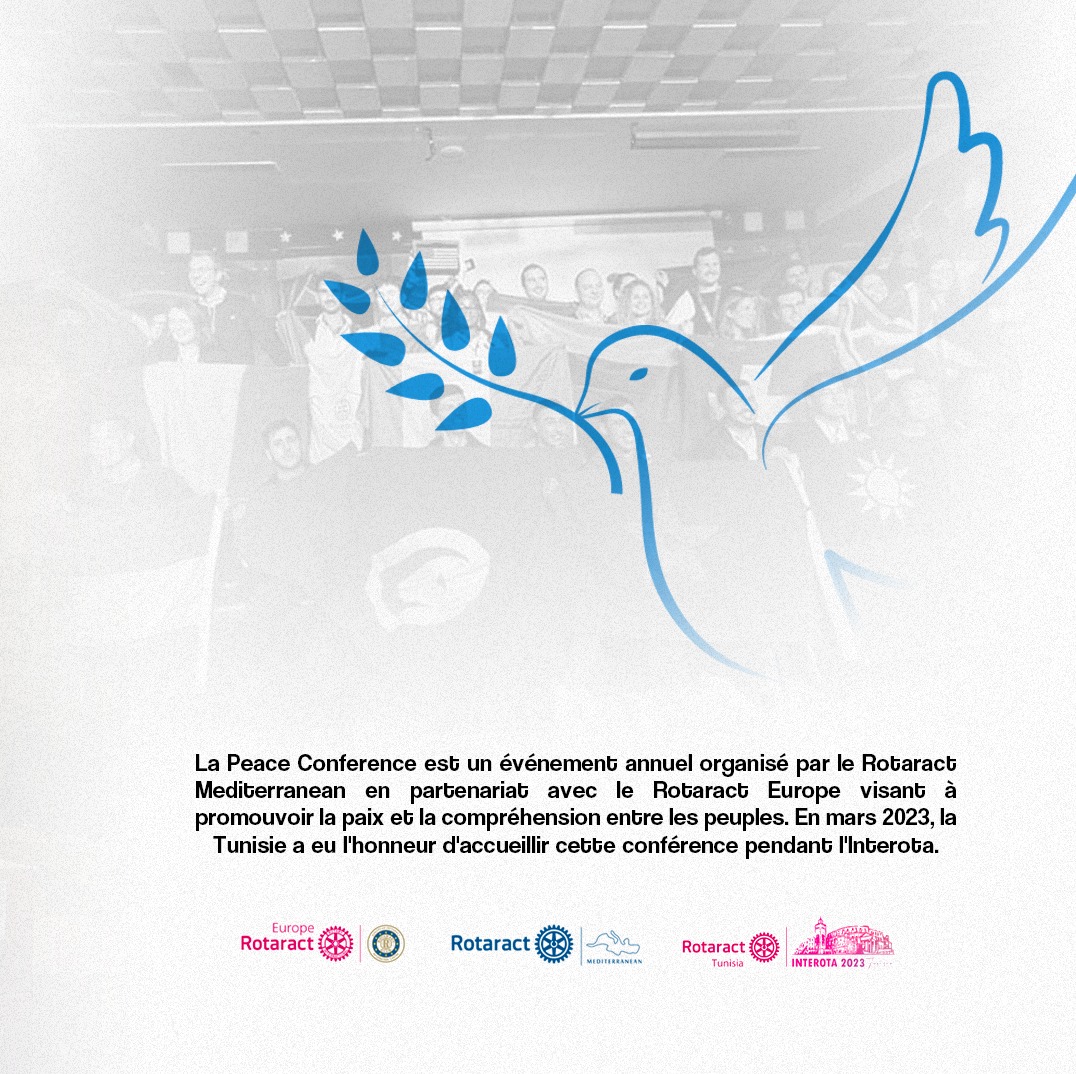 La Peace Conference est un événement annuel organisé par le Rotaract
Mediterranean en partenariat avec le Rotaract Europe visant à
promouvoir la paix et la compréhension entre les peuples. En mars 2023, la
Tunisie a eu l'honneur d'accueillir cette conférence pendant l'Interota.
Europe
Rotaract
Rotaract
MEDITERRANEAN
Rotaract
Tunisia
INTEROTA 2023